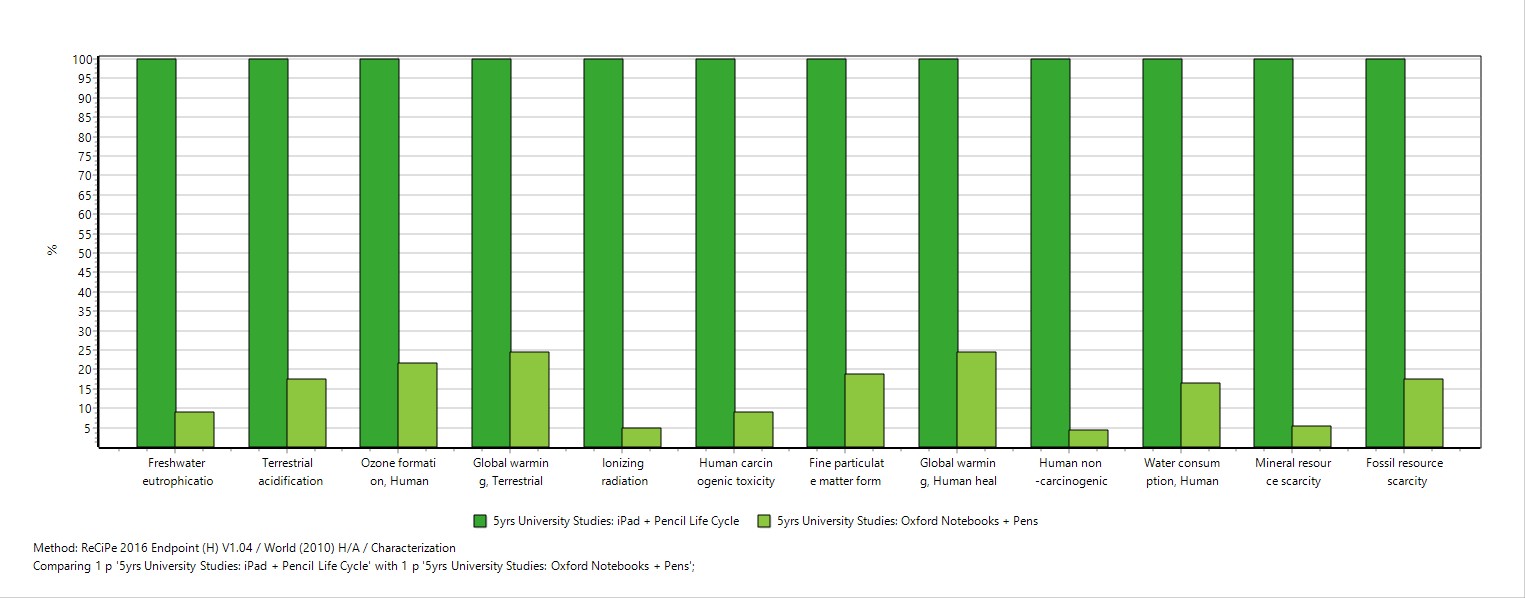 100
95
90
85
80
75
70
65
60
55
50
45
40
35
30
25
20
15
10
5
%
Freshwater
eutrophicatio
Terrestrial
acidification
Ozone formati
on, Human
Global warmin
g, Terrestrial
Ionizing
radiation
Human carcin
ogenic toxicity
Fine particulat
e matter form
Global warmin
g, Human heal
Human non
-carcinogenic
Water consum
ption, Human
Mineral resour
ce scarcity
Fossil resource
scarcity
5yrs University Studies: iPad + Pencil Life Cycle
5yrs University Studies: Oxford Notebooks + Pens
Method: ReCiPe 2016 Endpoint (H) V1.04 / World (2010) H/A / Characterization
Comparing 1 p '5yrs University Studies: iPad + Pencil Life Cycle' with 1 p '5yrs University Studies: Oxford Notebooks + Pens';